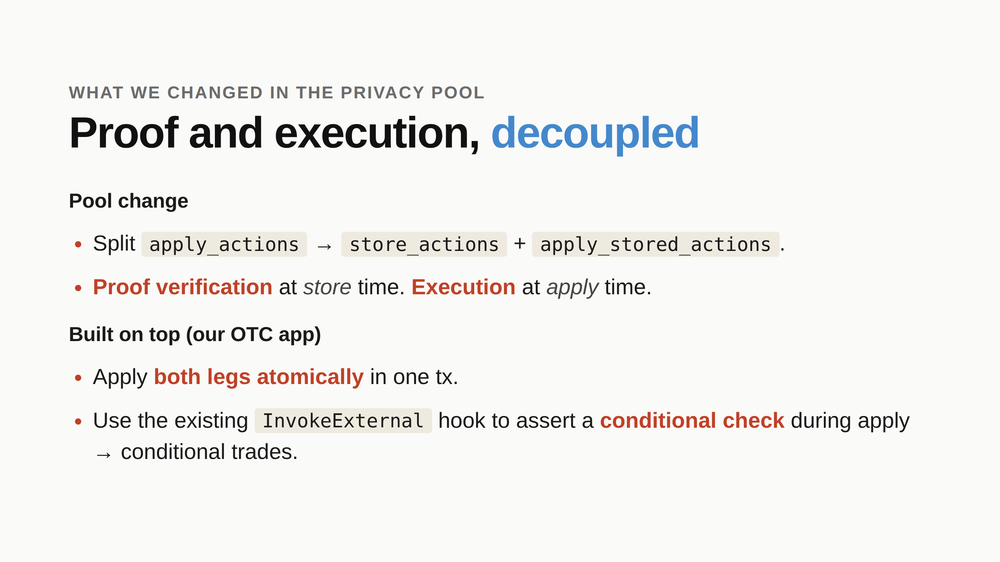 WHAT WE CHANGED IN THE PRIVACY POOL
Proof and execution, decoupled
Pool change
• Split apply_actions → store_actions + apply_stored_actions.
• Proof verification at store time. Execution at apply time.
Built on top (our OTC app)
• Apply both legs atomically in one tx.
• Use the existing InvokeExternal hook to assert a conditional check during apply
→ conditional trades.